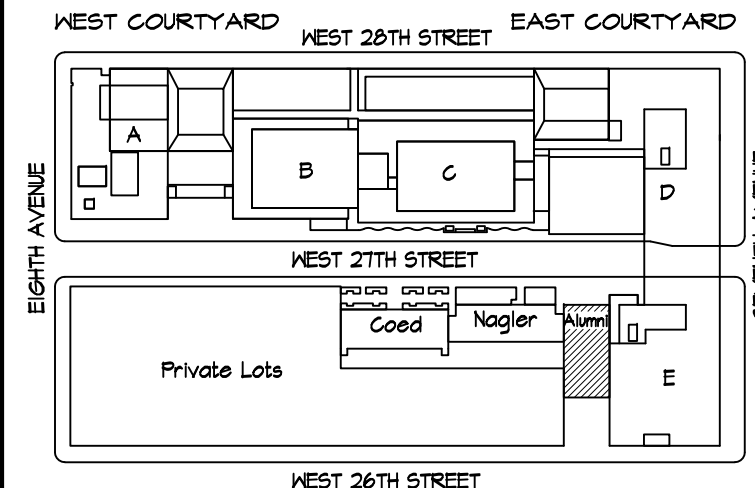 WEST COURTYARD
EAST COURTYARD
WEST 28TH STREET
A
B
C
D
EIGHTH AVENUE
WEST 27TH STREET
Coed
Nagler
Alumni
Private Lots
E
WEST 26TH STREET